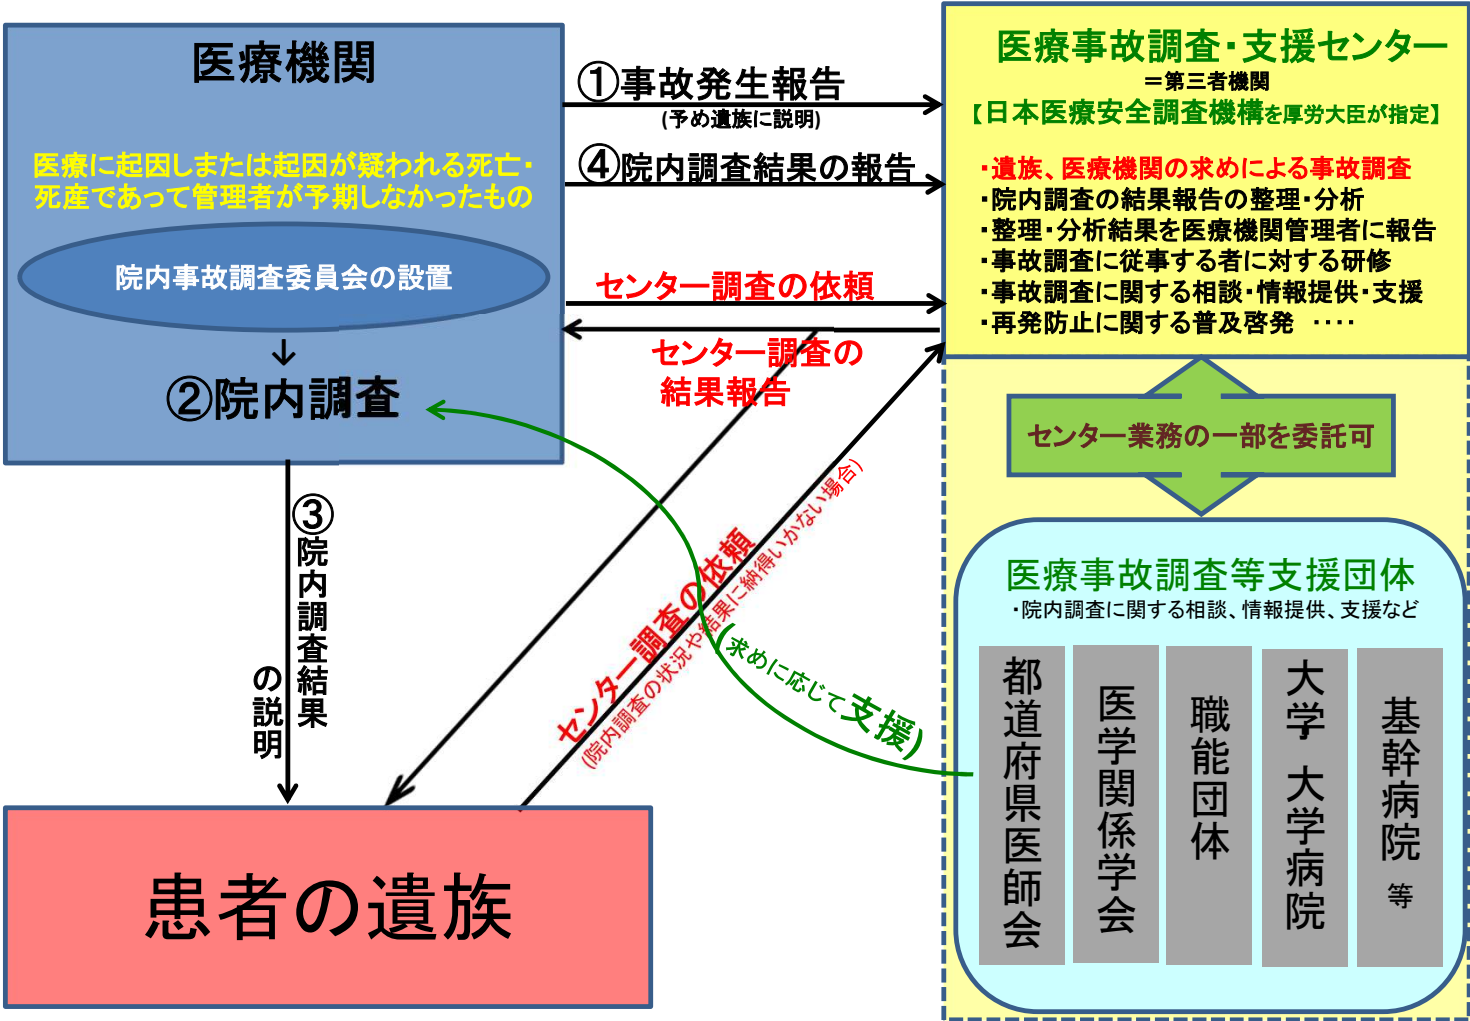 医療機関
医療に起因しまたは起因が疑われる死亡・
死産であって管理者が予期しなかったもの
院内事故調査委員会の設置
↓
②院内調査
①事故発生報告
(予め遺族に説明)
④院内調査結果の報告
センター調査の依頼
センター調査の
結果報告
医療事故調査・支援センター
＝第三者機関
【日本医療安全調査機構を厚労大臣が指定】
・遺族、医療機関の求めによる事故調査
・院内調査の結果報告の整理・分析
・整理・分析結果を医療機関管理者に報告
・事故調査に従事する者に対する研修
・事故調査に関する相談・情報提供・支援
・再発防止に関する普及啓発 ‥‥
センター業務の一部を委託可
③院内調査結果
の説明
センター調査の依頼
(院内調査の状況や結果に納得いかない場合)
(求めに応じて支援)
医療事故調査等支援団体
・院内調査に関する相談、情報提供、支援など
都道府県医師会
医学関係学会
職能団体
大学・大学病院
基幹病院 等
患者の遺族